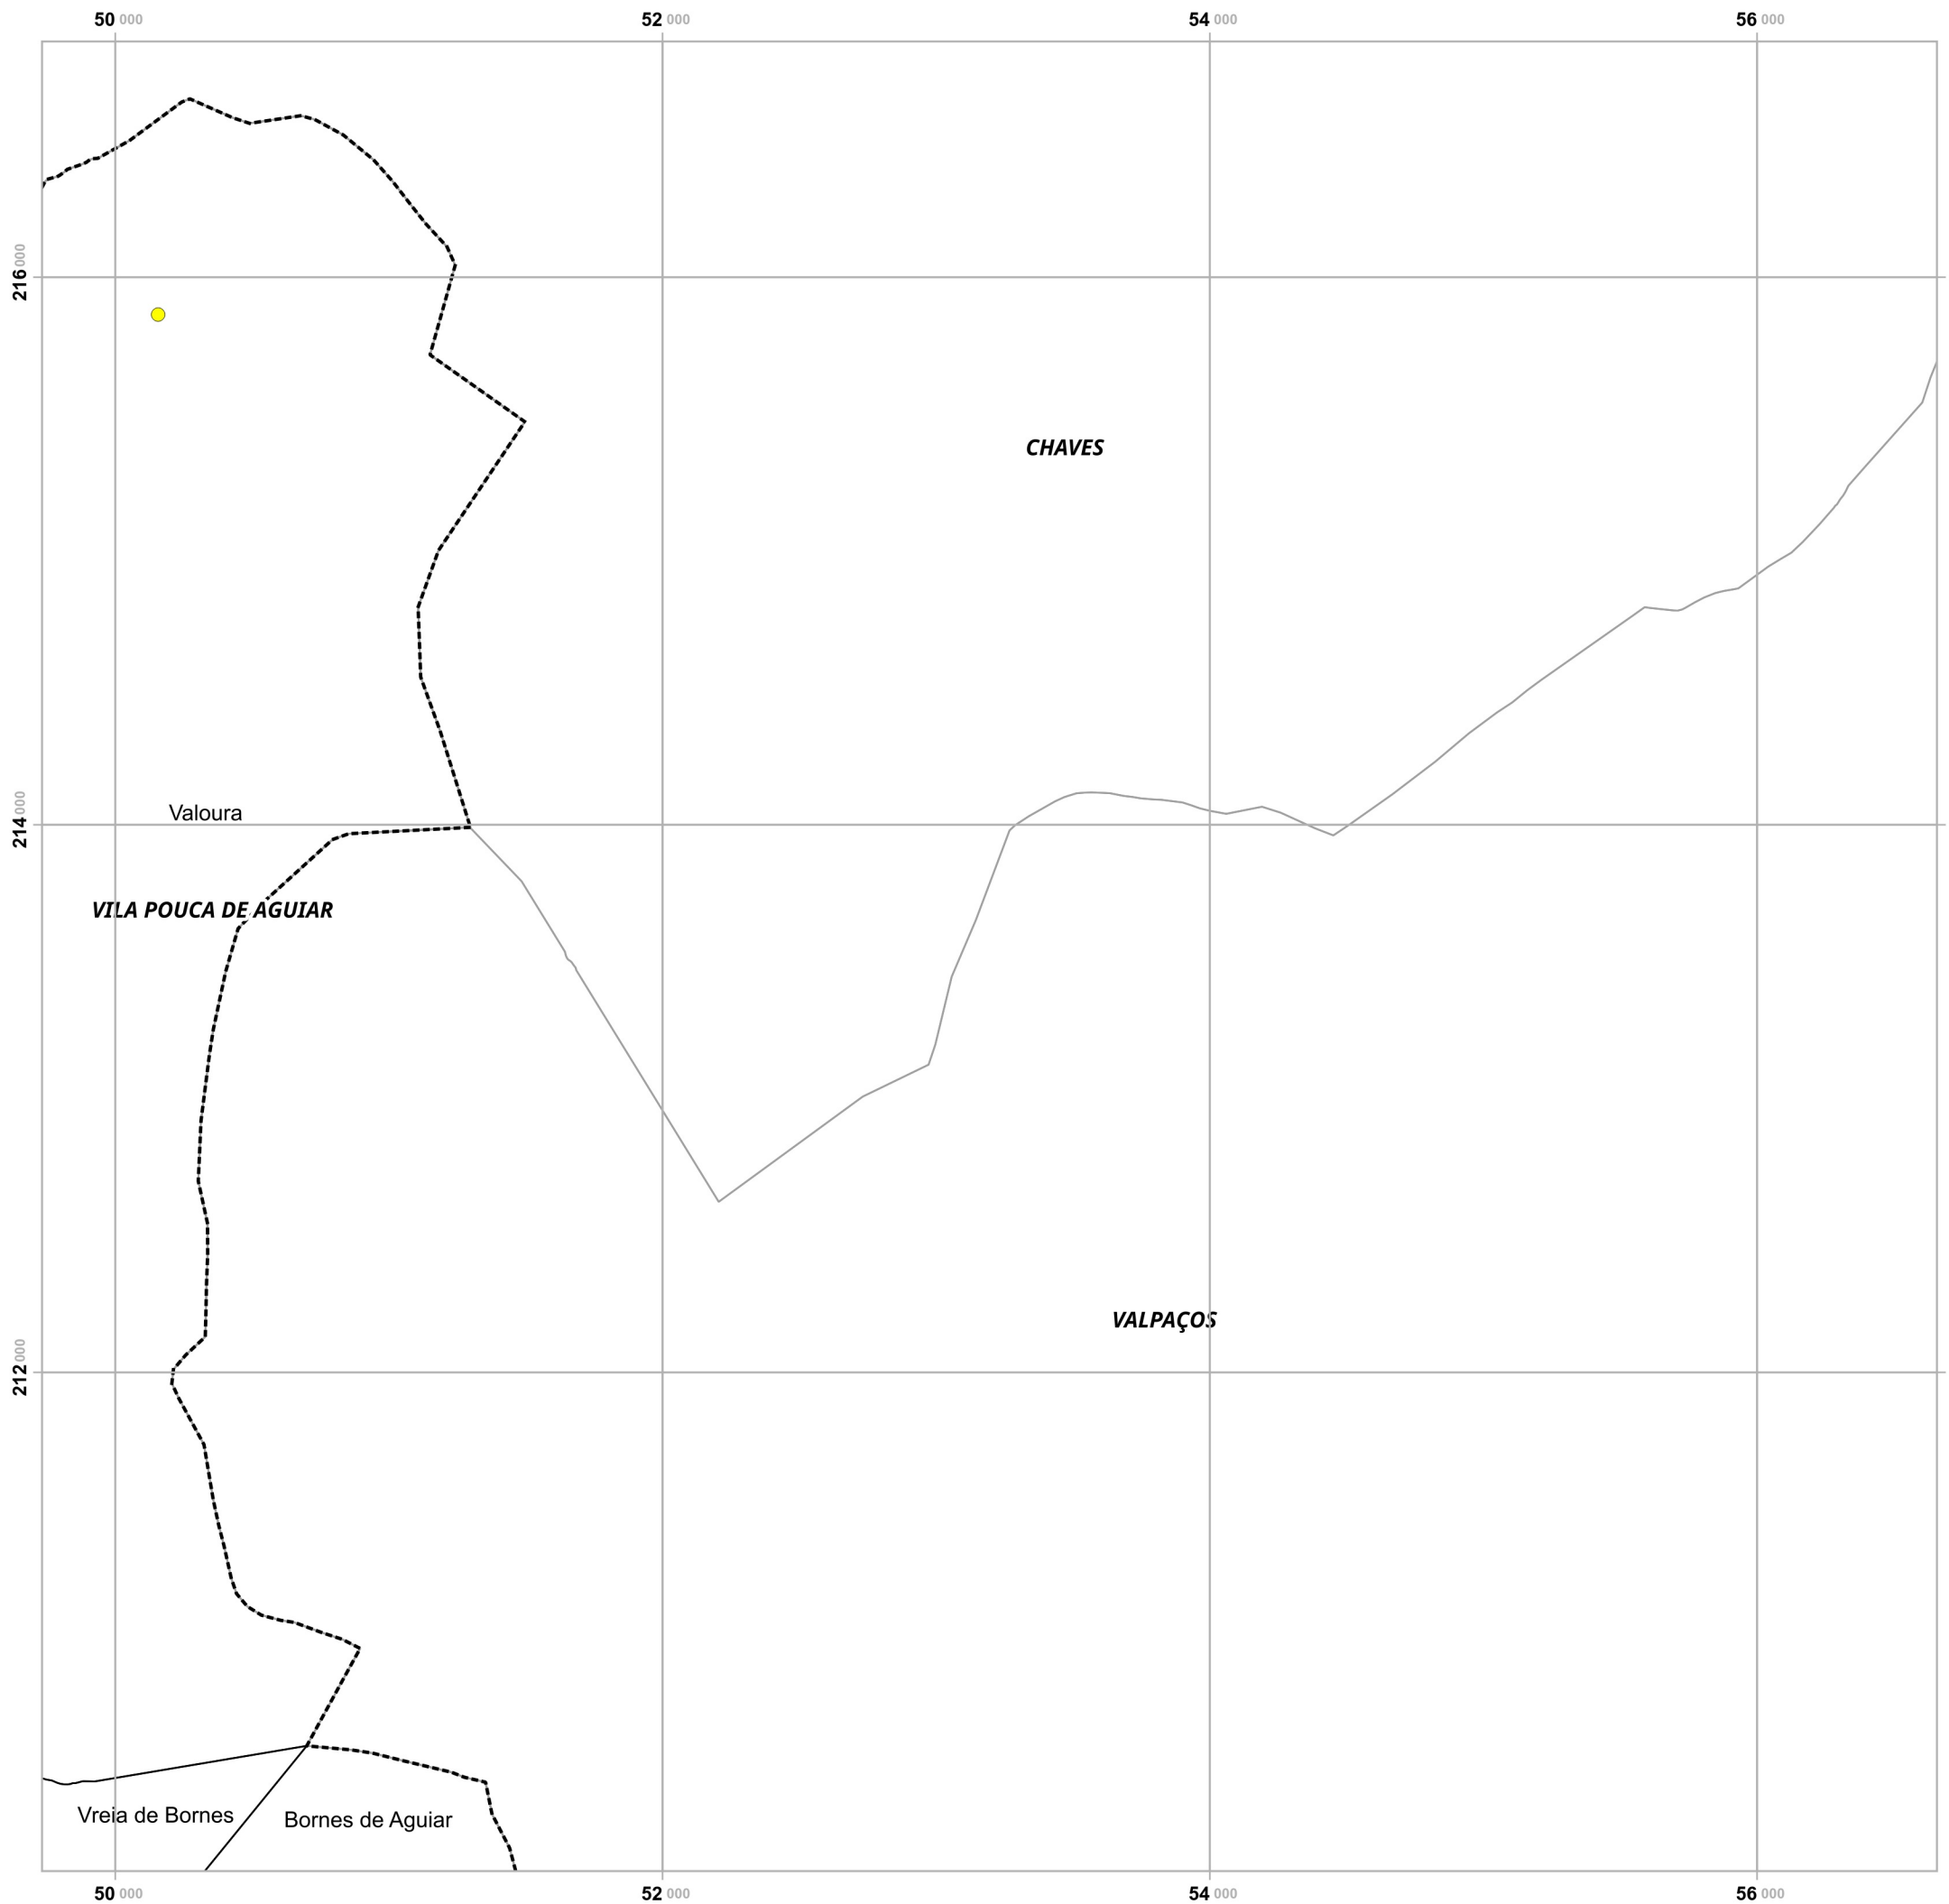 50 000
52 000
54 000
56 000
216 000
CHAVES
214 000
Valoura
VILA POUCA DE AGUIAR
VALPAÇOS
212 000
Vreia de Bornes
Bornes de Aguiar
50 000
52 000
54 000
56 000